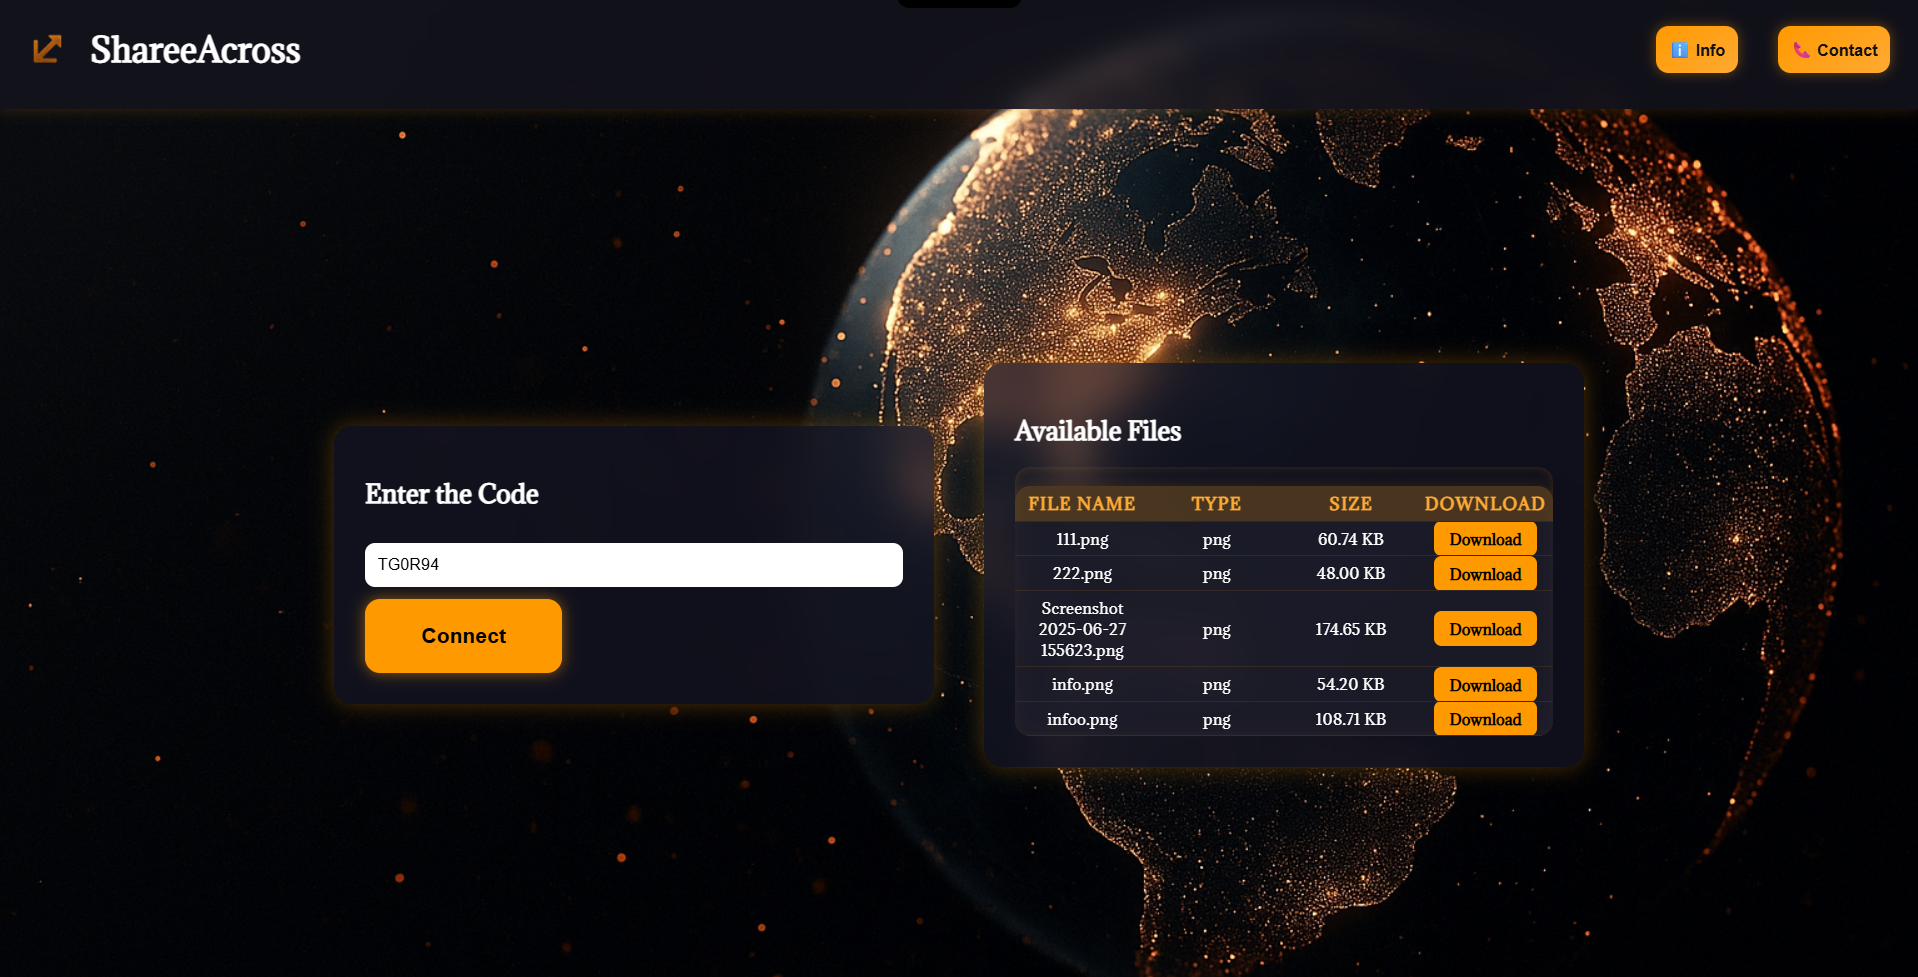 ShareeAcross
ℹ️ Info
📞 Contact
Enter the Code
TG0R94
Connect
Available Files
FILE NAME TYPE SIZE DOWNLOAD
111.png png 60.74 KB Download
222.png png 48.00 KB Download
Screenshot
2025-06-27
155623.png png 174.65 KB Download
info.png png 54.20 KB Download
infoo.png png 108.71 KB Download